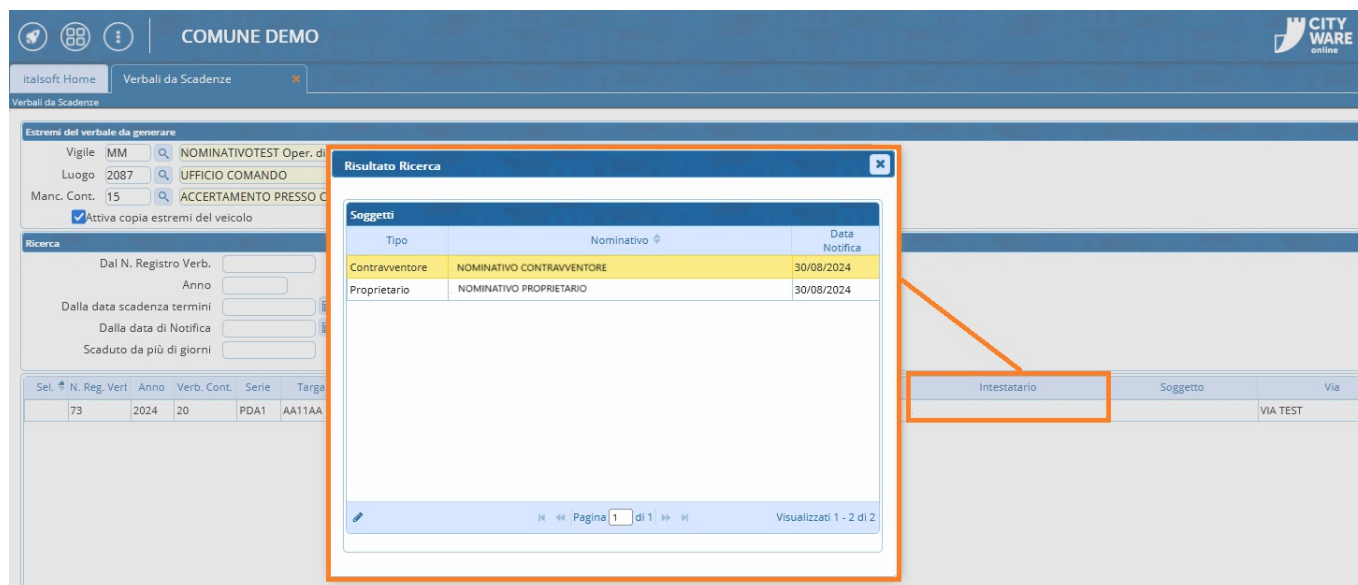 COMUNE DEMO
CITY
WARE
online
italsoft Home
Verbali da Scadenze
Verbali da Scadenze
Estremi del verbale da generare
Vigile MM NOMINATIVOTEST Oper. di
Luogo 2087 UFFICIO COMANDO
Manc. Cont. 15 ACCERTAMENTO PRESSO C
Attiva copia estremi del veicolo
Ricerca
Dal N. Registro Verb.
Anno
Dalla data scadenza termini
Dalla data di Notifica
Scaduto da più di giorni
Sel. N. Reg. Vert Anno Verb. Cont. Serie Targa Intestatario Soggetto Via
73 2024 20 PDA1 AA11AA VIA TEST
Risultato Ricerca
Soggetti
Tipo Nominativo Data
Notifica
Contravventore NOMINATIVO CONTRAVVENTORE 30/08/2024
Proprietario NOMINATIVO PROPRIETARIO 30/08/2024
Pagina 1 di 1 Visualizzati 1 - 2 di 2